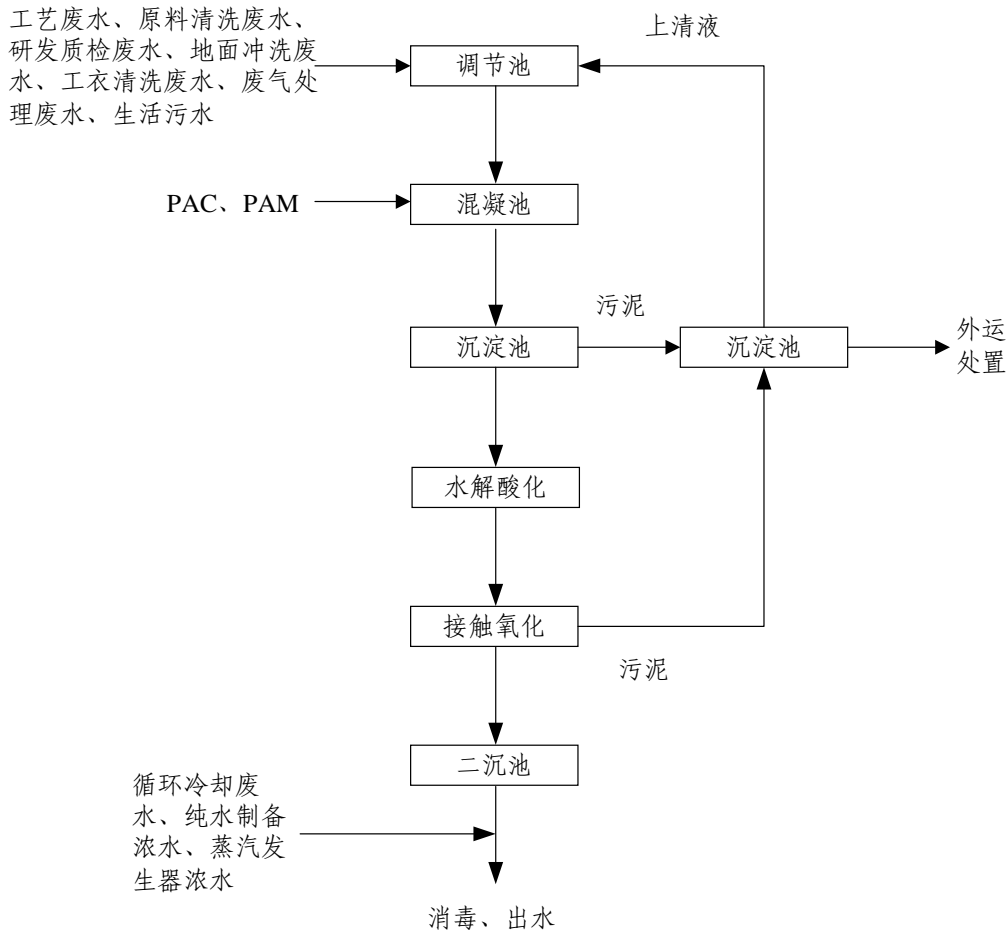 工艺废水、原料清洗废水、
研发质检废水、地面冲洗废
水、工衣清洗废水、废气处
理废水、生活污水
上清液
调节池
PAC、PAM
混凝池
污泥
沉淀池
沉淀池
外运
处置
水解酸化
接触氧化
污泥
二沉池
循环冷却废
水、纯水制备
浓水、蒸汽发
生器浓水
消毒、出水